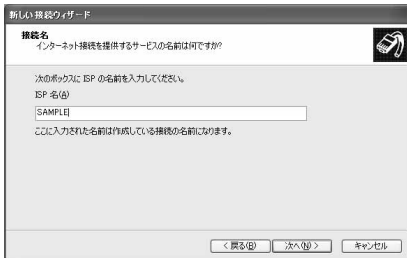 新しい接続ウィザード
接続名
インターネット接続を提供するサービスの名前は何ですか?
次のボックスに ISP の名前を入力してください。
ISP 名(A)
SAMPLE
ここに入力された名前は作成している接続の名前になります。
< 戻る(B) 次へ(N) > キャンセル